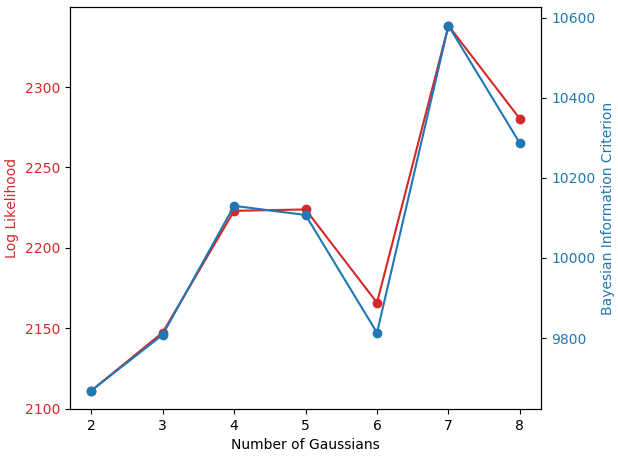 2300
2250
2200
2150
2100
Log Likelihood
10600
10400
10200
10000
9800
Bayesian Information Criterion
2 3 4 5 6 7 8
Number of Gaussians